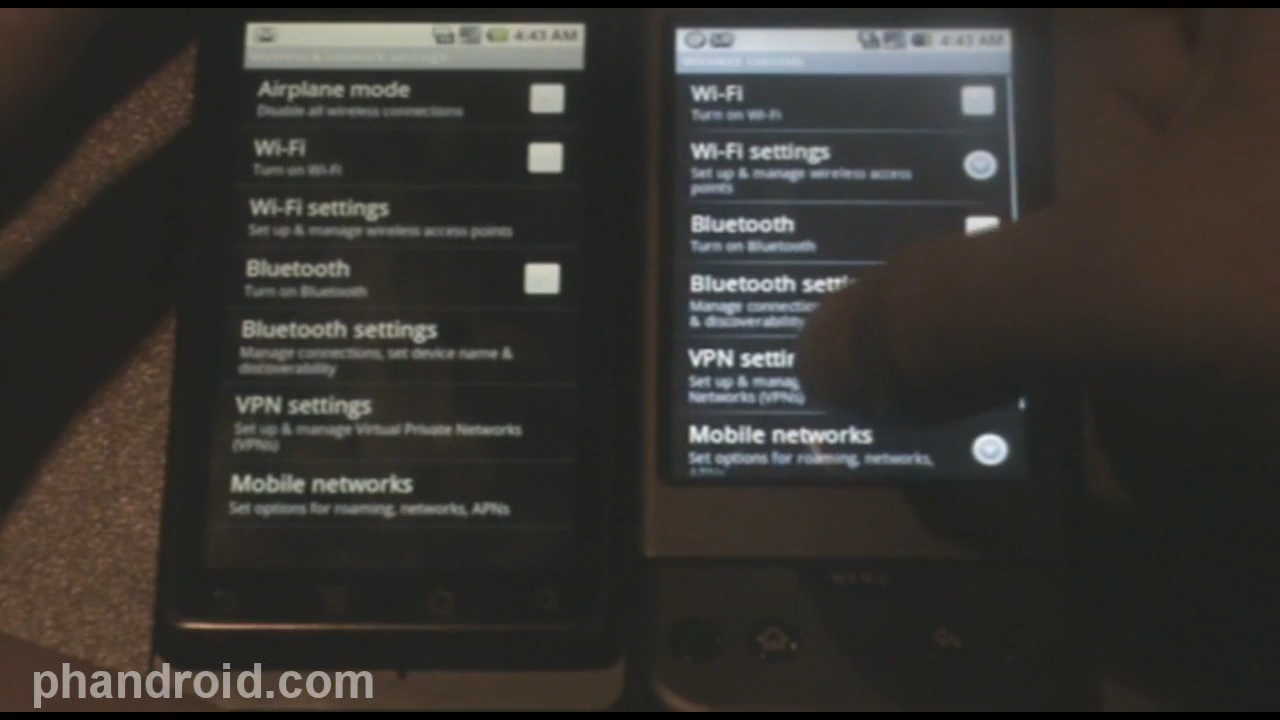 4:43 AM
Airplane mode
Disable all wireless connections
Wi-Fi
Turn on Wi-Fi
Wi-Fi settings
Set up & manage wireless access points
Bluetooth
Turn on Bluetooth
Bluetooth settings
Manage connections, set device name &
discoverability
VPN settings
Set up & manage Virtual Private Networks
(VPNs)
Mobile networks
Set options for roaming, networks, APNs
4:43 AM
Wi-Fi
Turn on Wi-Fi
Wi-Fi settings
Set up & manage wireless access
points
Bluetooth
Turn on Bluetooth
Bluetooth settin
Manage connectio
& discoverability
VPN settin
Set up & manag
Networks (VPNs)
Mobile networks
Set options for roaming, networks,
MENU
phandroid.com